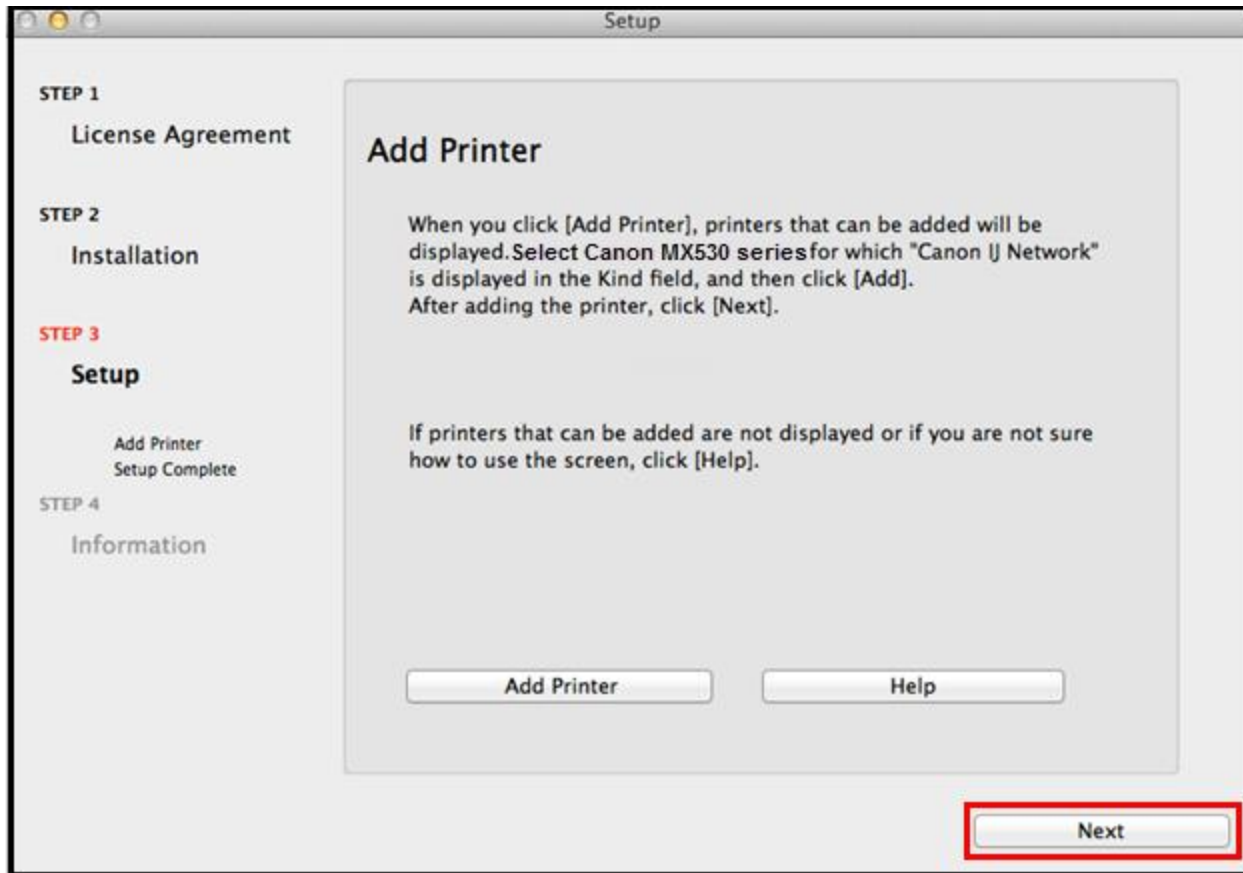 Setup
STEP 1
License Agreement
STEP 2
Installation
STEP 3
Setup
Add Printer
Setup Complete
STEP 4
Information
Add Printer
When you click [Add Printer], printers that can be added will be
displayed.Select Canon MX530 series for which "Canon IJ Network"
is displayed in the Kind field, and then click [Add].
After adding the printer, click [Next].
If printers that can be added are not displayed or if you are not sure
how to use the screen, click [Help].
Add Printer
Help
Next